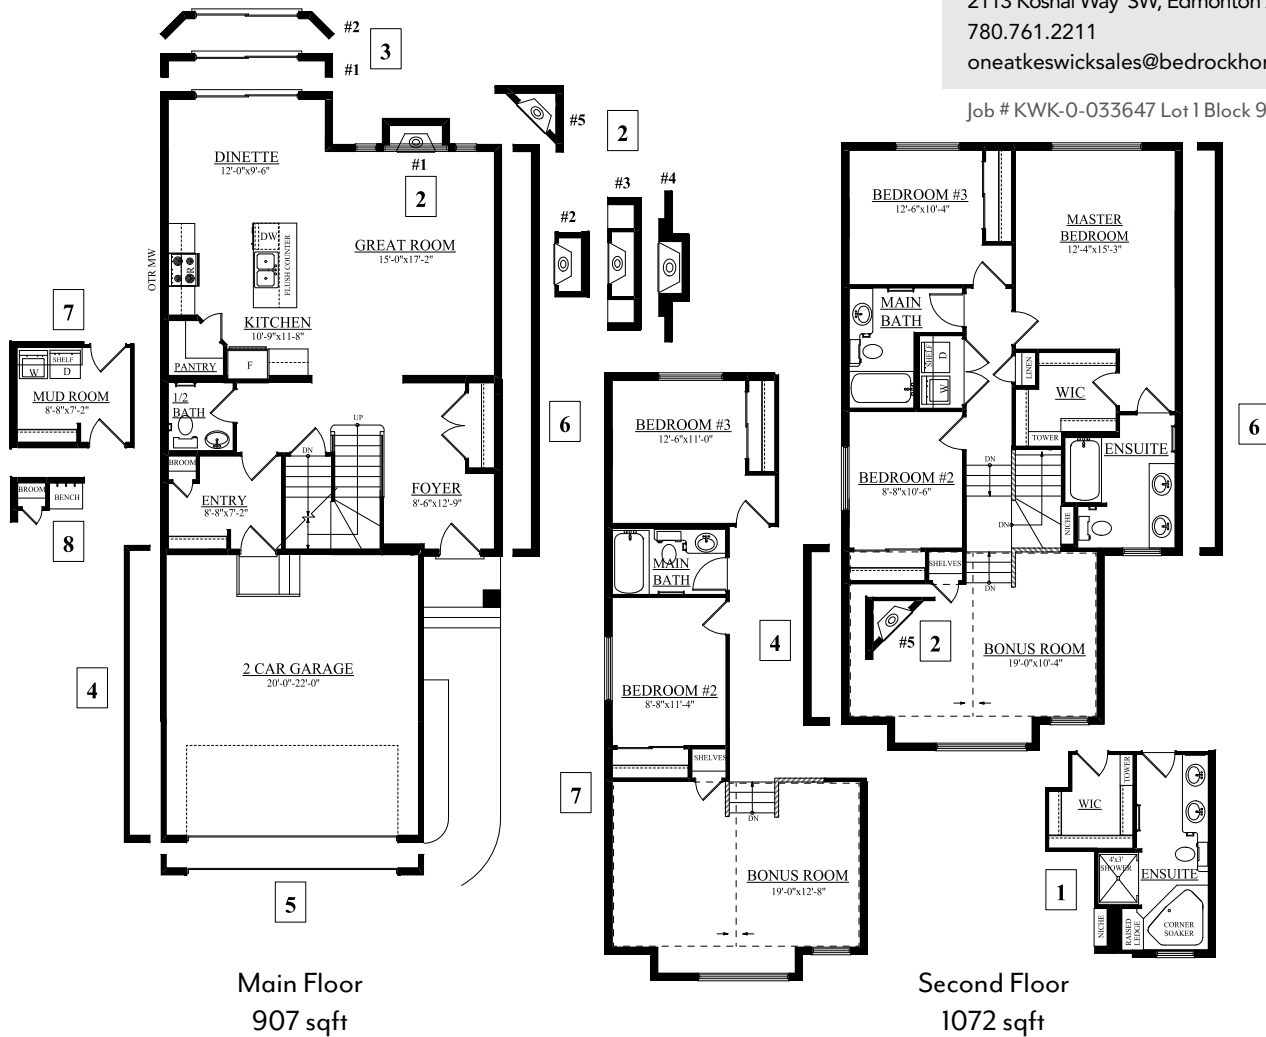 2113 Koshal Way SW, Edmonton
780.761.2211
oneatkeswicksales@bedrockhor
Job # KWK-0-033647 Lot 1 Block 9
#2
3
#1
DINETTE
12'-0"x9'-6"
#1
2
#5
2
#3
#4
#2
GREAT ROOM
15'-0"x17'-2"
DW
FLUSH COUNTER
OTR MW
R
KITCHEN
10'-9"x11'-8"
PANTRY
F
7
SHELF
W
D
MUD ROOM
8'-8"x7'-2"
1/2
BATH
UP
DN
BROOM
ENTRY
8'-8"x7'-2"
FOYER
8'-6"x12'-9"
6
BROOM
BENCH
8
4
2 CAR GARAGE
20'-0"-22'-0"
5
Main Floor
907 sqft
BEDROOM #3
12'-6"x11'-0"
MAIN
BATH
BEDROOM #2
8'-8"x11'-4"
SHELVES
7
DN
BONUS ROOM
19'-0"x12'-8"
BEDROOM #3
12'-6"x10'-4"
MASTER
BEDROOM
12'-4"x15'-3"
MAIN
BATH
SHELF
D
W
LINEN
WIC
TOWER
ENSUITE
6
BEDROOM #2
8'-8"x10'-6"
DN
DN
NICHE
SHELVES
DN
4
#5
2
BONUS ROOM
19'-0"x10'-4"
TOWER
WIC
4'x3'
SHOWER
ENSUITE
1
NICHE
RAISED
LEDGE
CORNER
SOAKER
Second Floor
1072 sqft